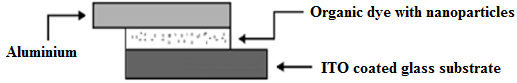 Organic dye with nanoparticles
Aluminium
ITO coated glass substrate